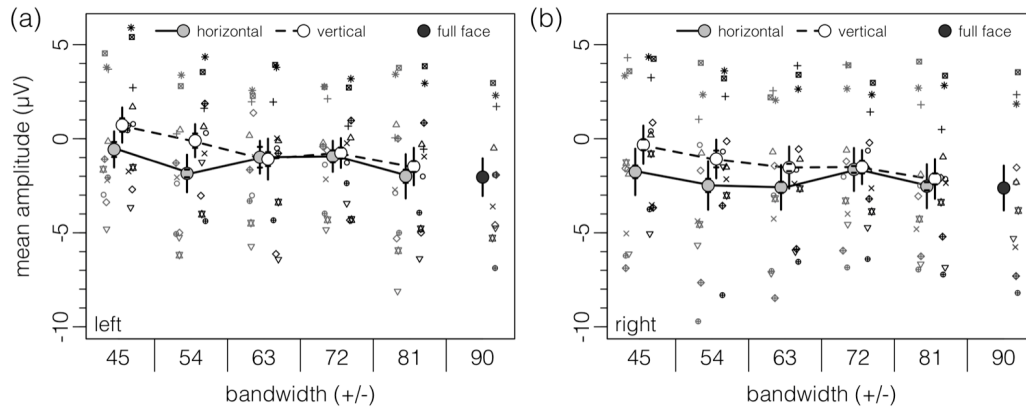 (a)
horizontal
vertical
full face
mean amplitude (µV)
5
0
-5
-10
left
45
54
63
72
81
90
bandwidth (+/-)
(b)
horizontal
vertical
full face
5
0
-5
-10
right
45
54
63
72
81
90
bandwidth (+/-)